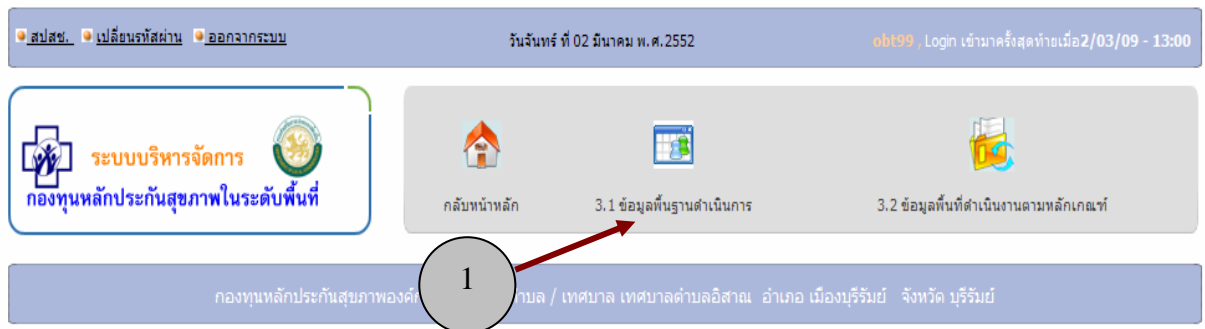 สปสช. เปลี่ยนรหัสผ่าน ออกจากระบบ วันจันทร์ ที่ 02 มีนาคม พ.ศ.2552 obt99 , Login เข้ามาครั้งสุดท้ายเมื่อ2/03/09 - 13:00
ระบบบริหารจัดการ
กองทุนหลักประกันสุขภาพในระดับพื้นที่
กลับหน้าหลัก 3.1 ข้อมูลพื้นฐานดำเนินการ 3.2 ข้อมูลพื้นที่ดำเนินงานตามหลักเกณฑ์
1
กองทุนหลักประกันสุขภาพองค์ / เทศบาล เทศบาลตำบลอิสาณ อำเภอ เมืองบุรีรัมย์ จังหวัด บุรีรัมย์